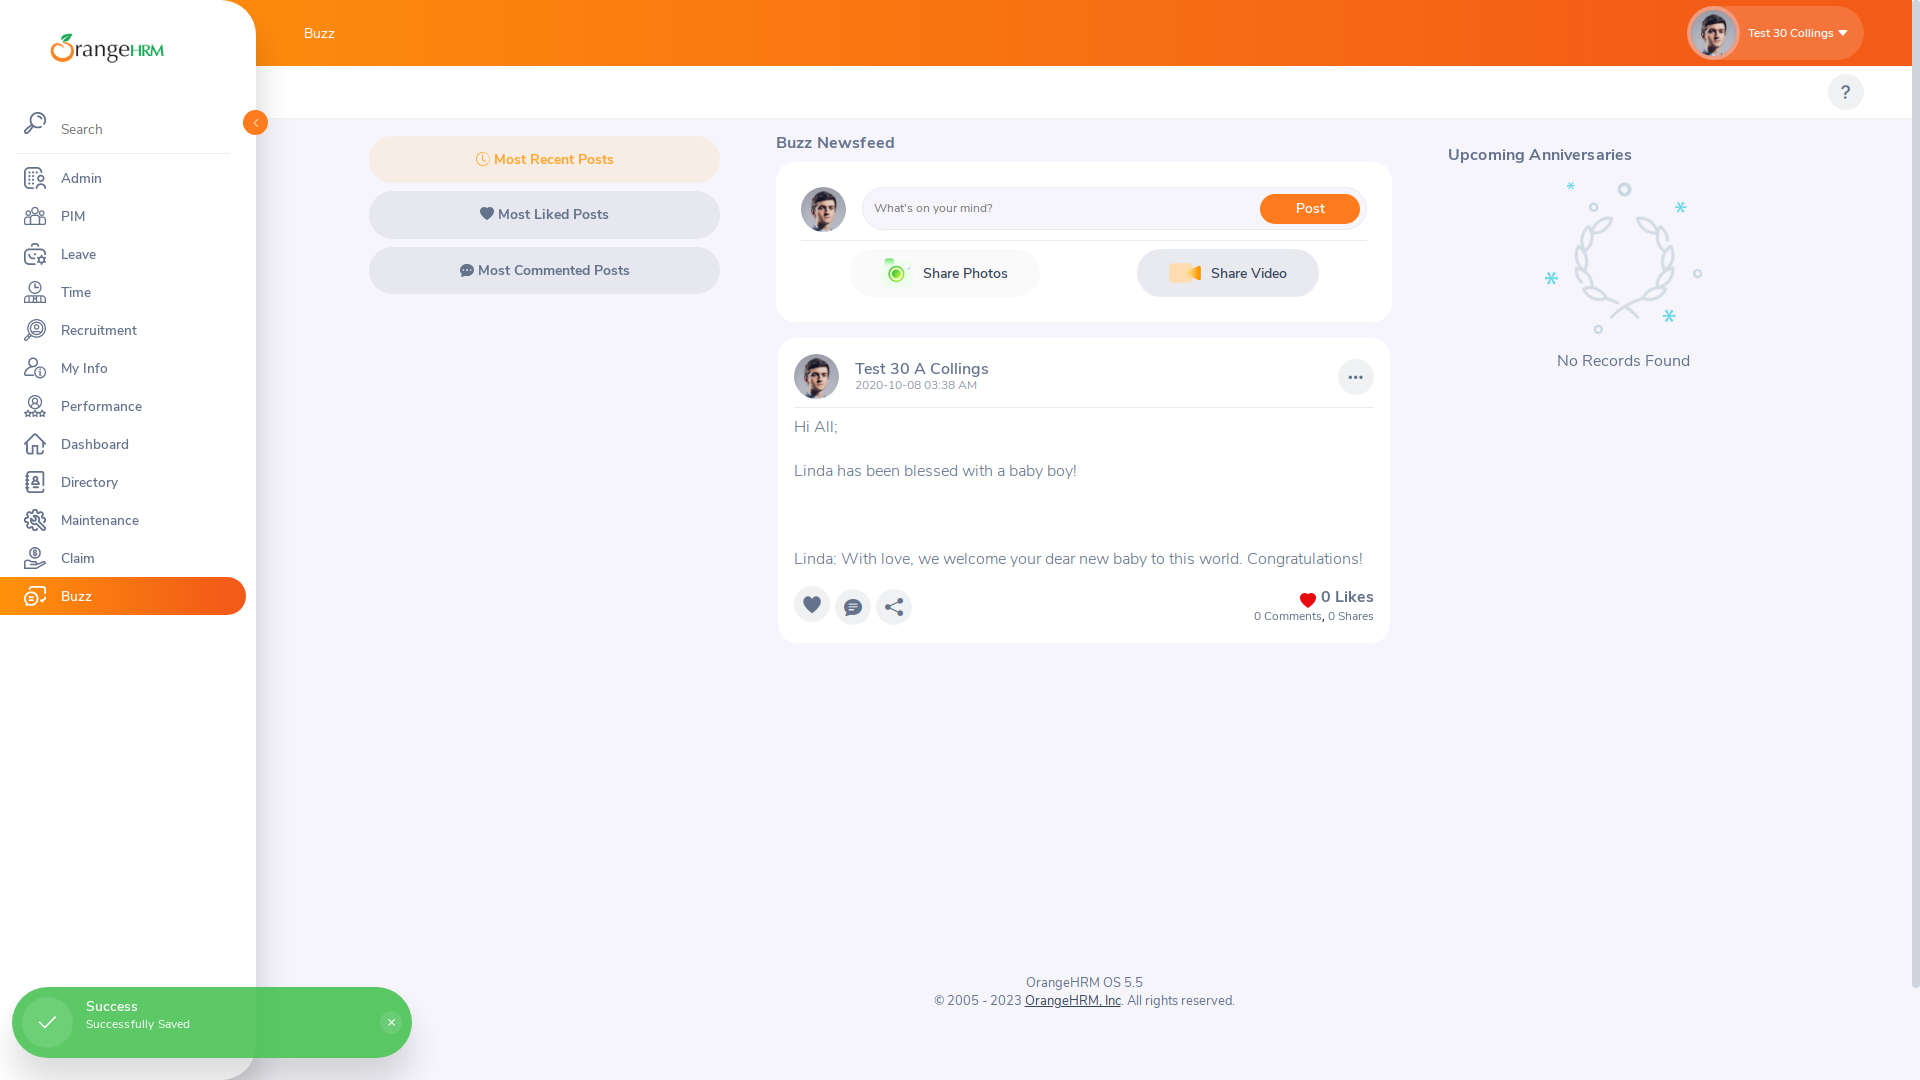 OrangeHRM
Search
Admin
PIM
Leave
Time
Recruitment
My Info
Performance
Dashboard
Directory
Maintenance
Claim
Buzz
Buzz
Test 30 Collings
?
Most Recent Posts
Most Liked Posts
Most Commented Posts
Buzz Newsfeed
What's on your mind?
Post
Share Photos
Share Video
Test 30 A Collings
2020-10-08 03:38 AM
Hi All;
Linda has been blessed with a baby boy!
Linda: With love, we welcome your dear new baby to this world. Congratulations!
0 Likes
0 Comments, 0 Shares
Upcoming Anniversaries
No Records Found
OrangeHRM OS 5.5
© 2005 - 2023 OrangeHRM, Inc. All rights reserved.
Success
Successfully Saved